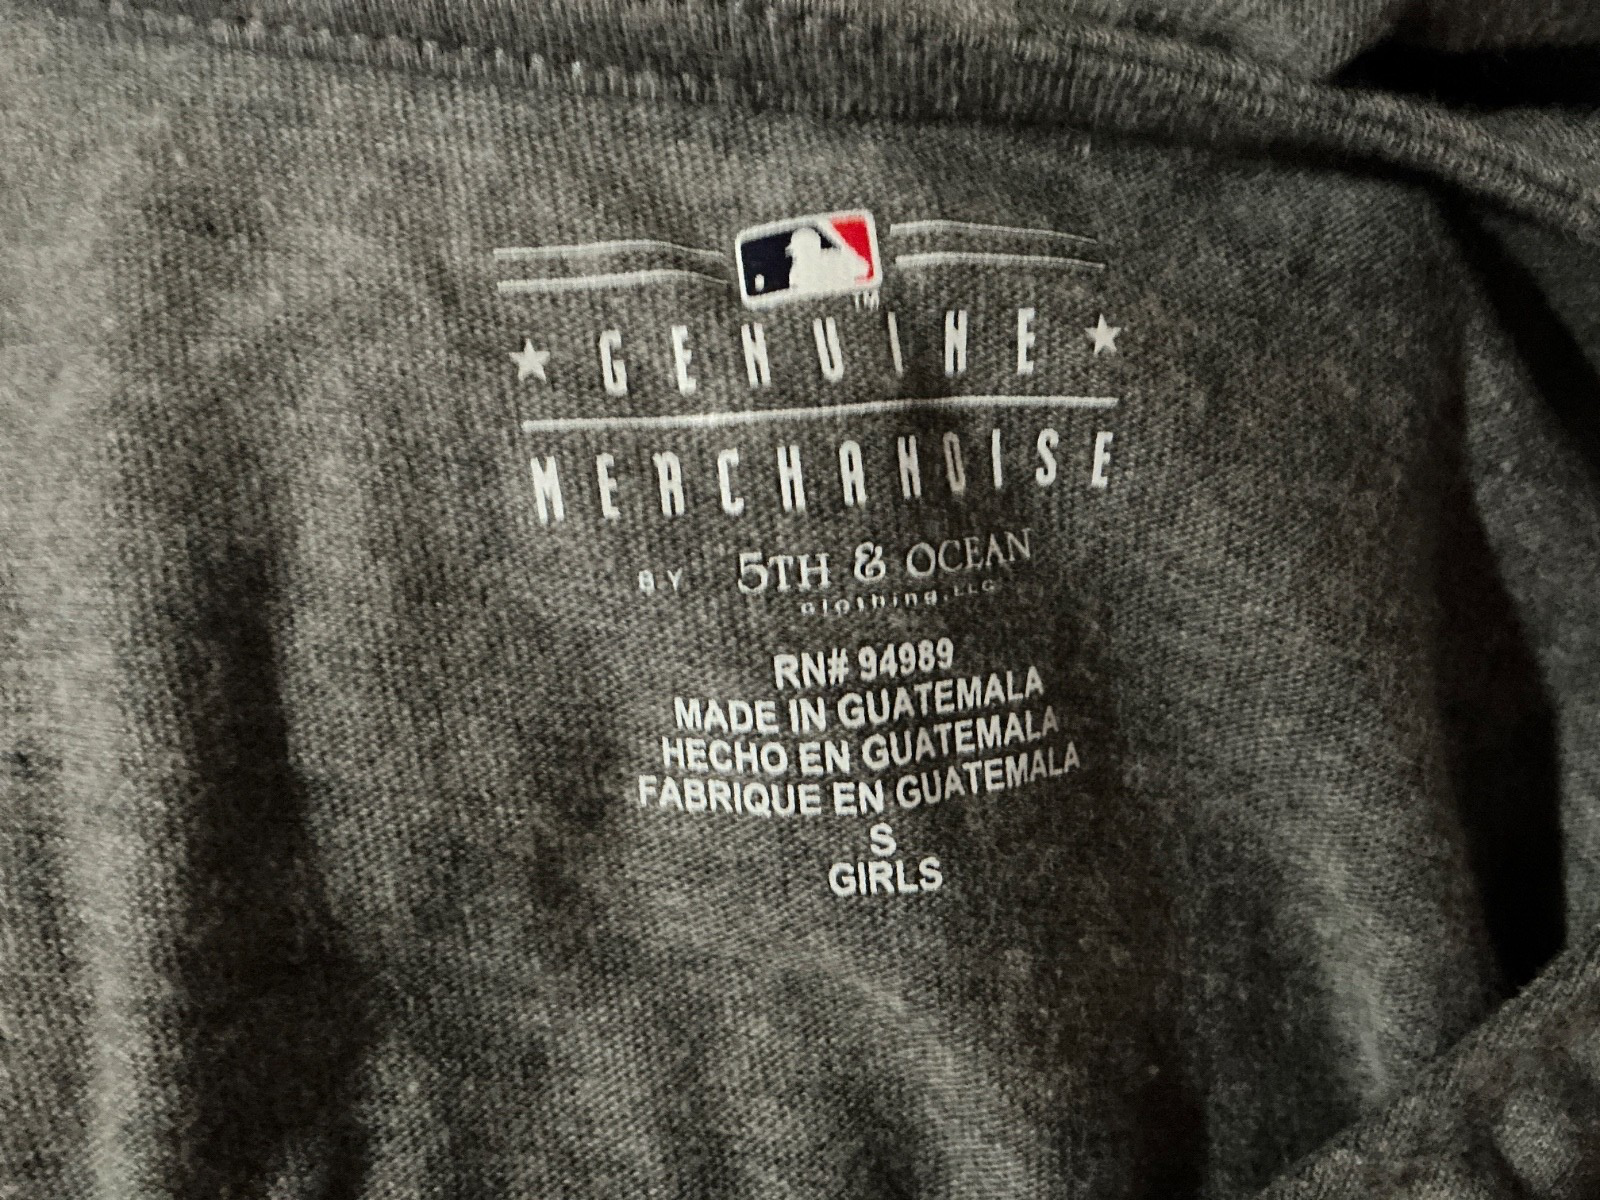 TM
GENUINE
MERCHANDISE
BY 5TH & OCEAN
clothing, LLC
RN# 94989
MADE IN GUATEMALA
HECHO EN GUATEMALA
FABRIQUE EN GUATEMALA
S
GIRLS